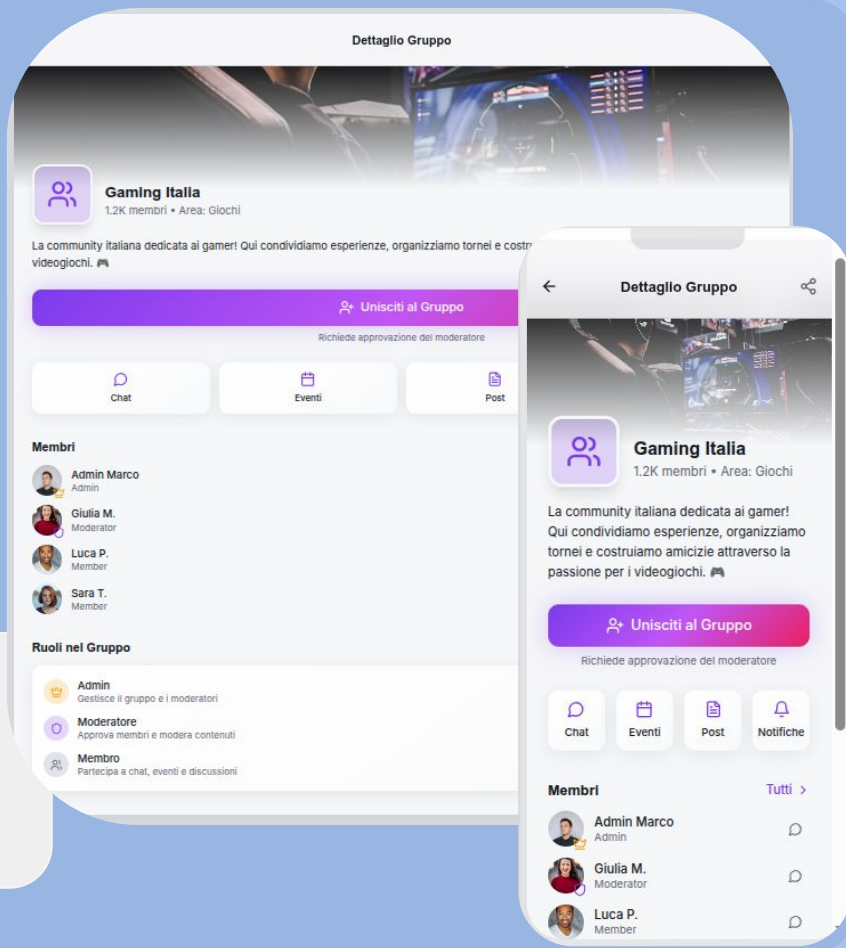 Dettaglio Gruppo
Gaming Italia
1.2K membri • Area: Giochi
La community italiana dedicata ai gamer! Qui condividiamo esperienze, organizziamo tornei e costr
videogiochi. 🎮
Unisciti al Gruppo
Richiede approvazione del moderatore
Chat
Eventi
Post
Membri
Admin Marco
Admin
Giulia M.
Moderator
Luca P.
Member
Sara T.
Member
Ruoli nel Gruppo
Admin
Gestisce il gruppo e i moderatori
Moderatore
Approva membri e modera contenuti
Membro
Partecipa a chat, eventi e discussioni
Dettaglio Gruppo
Gaming Italia
1.2K membri • Area: Giochi
La community italiana dedicata ai gamer!
Qui condividiamo esperienze, organizziamo
tornei e costruiamo amicizie attraverso la
passione per i videogiochi. 🎮
Unisciti al Gruppo
Richiede approvazione del moderatore
Chat
Eventi
Post
Notifiche
Membri
Tutti
Admin Marco
Admin
Giulia M.
Moderator
Luca P.
Member